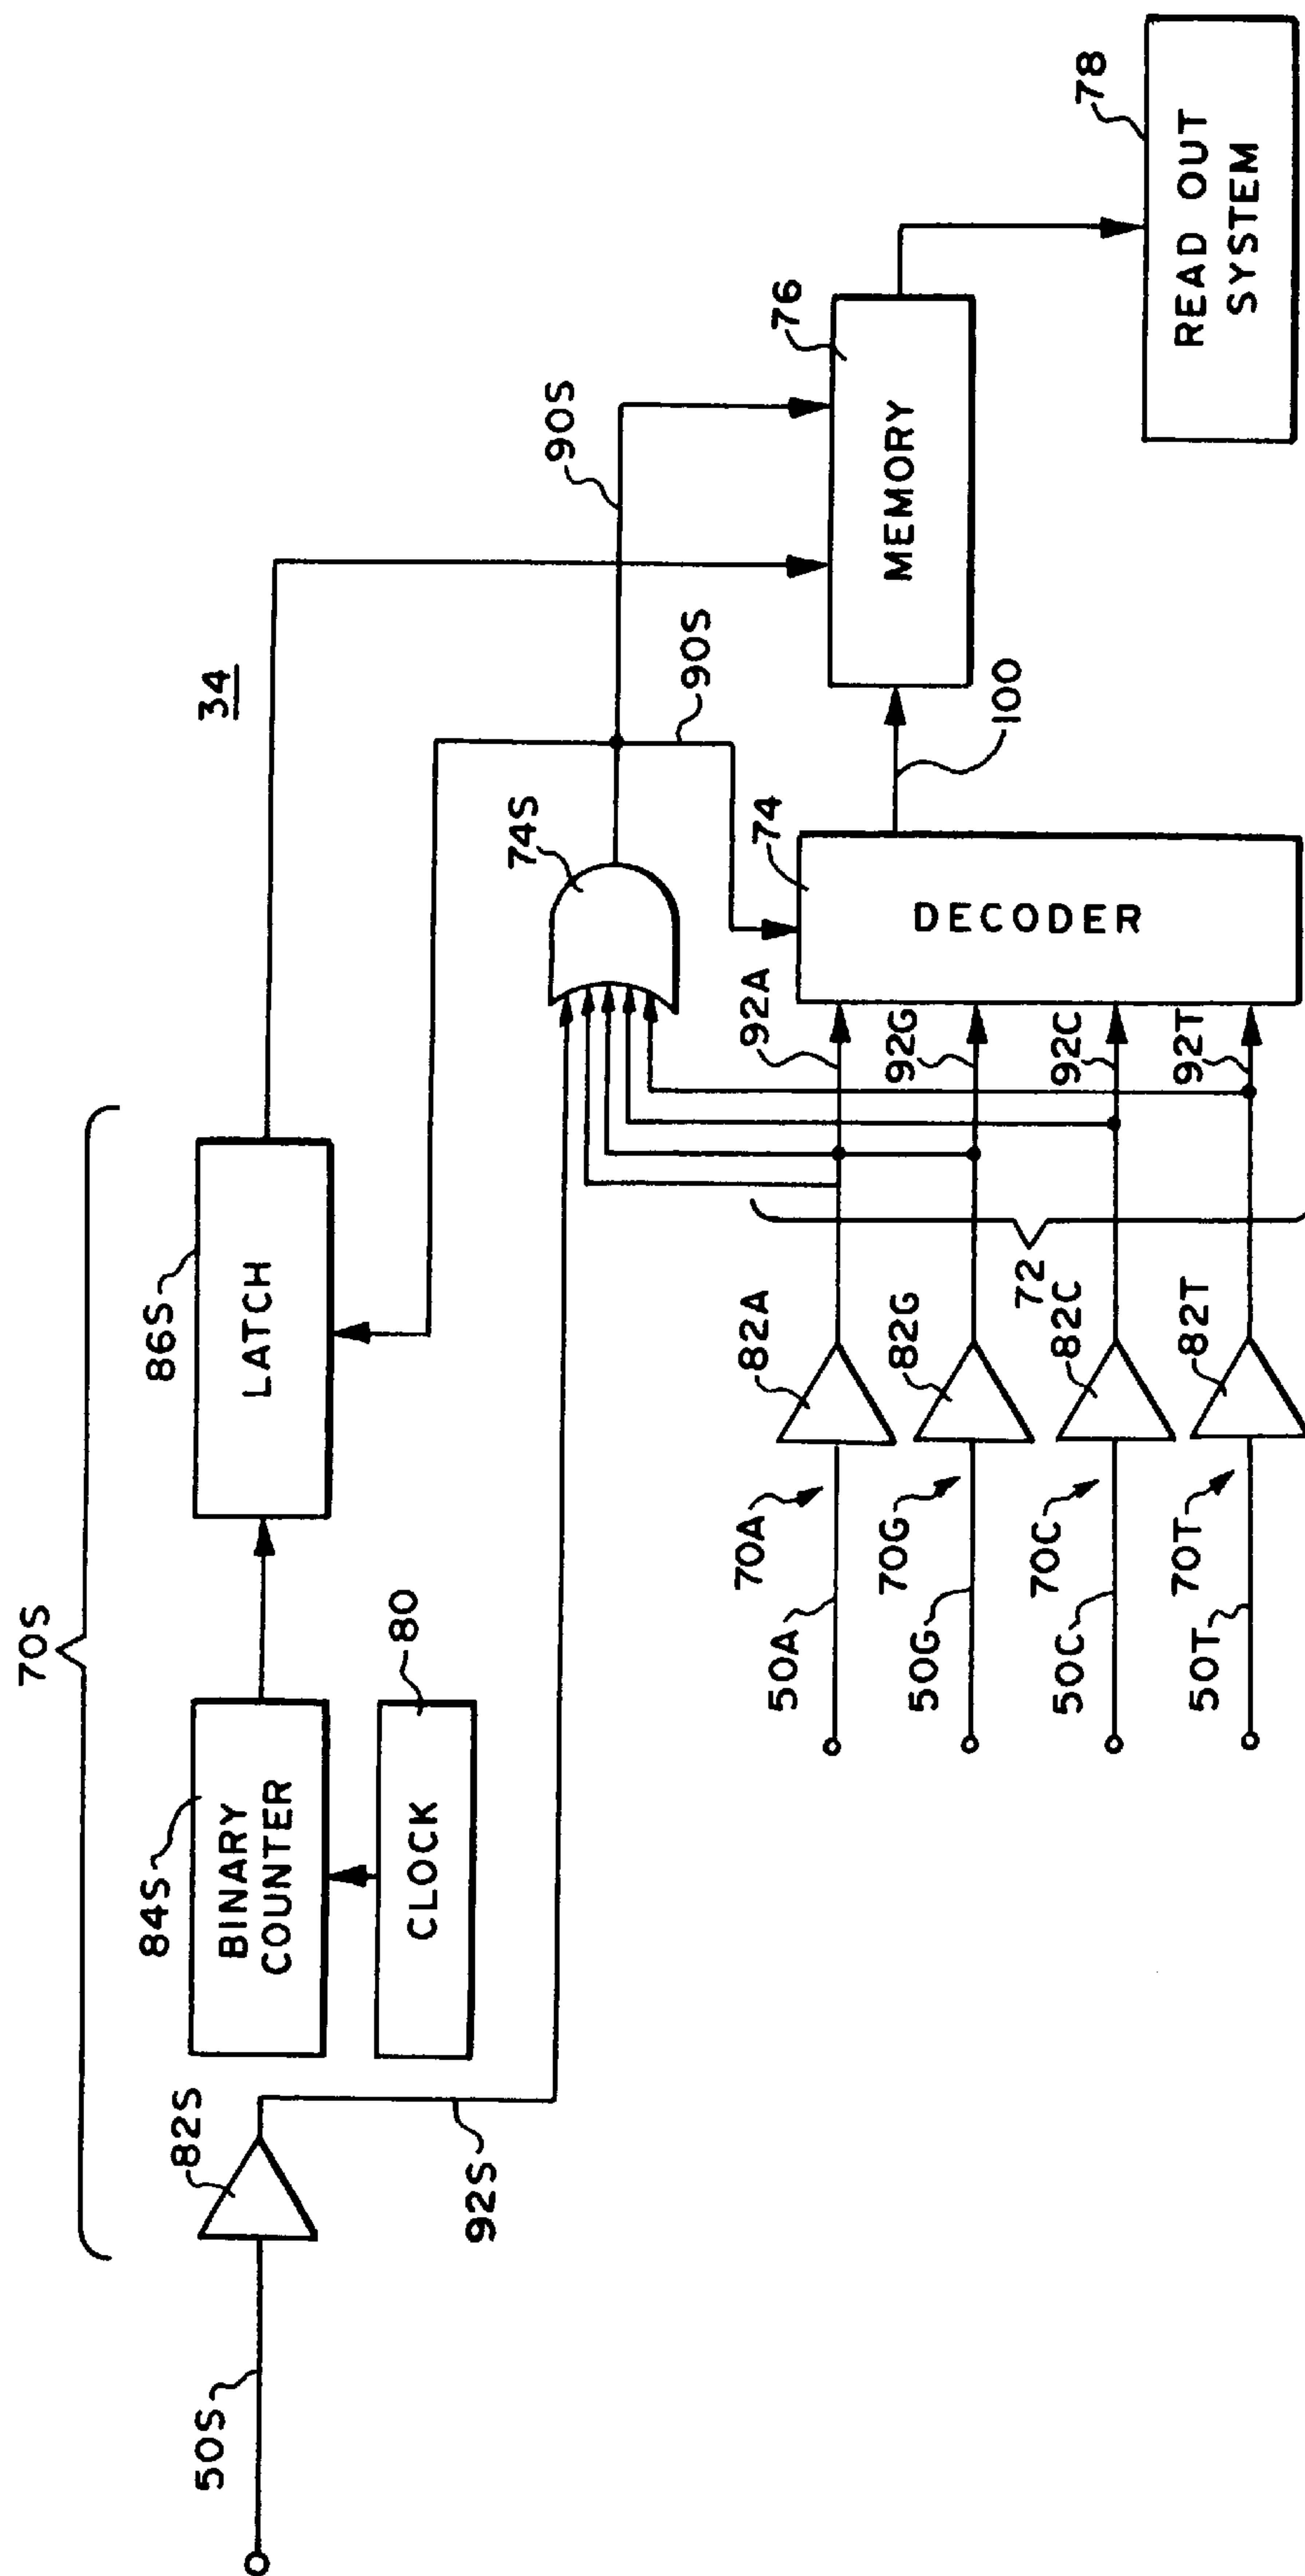 70S
34
50S
82S
92S
84S
BINARY
COUNTER
CLOCK
80
86S
LATCH
74S
90S
90S
50A
70A
82A
92A
50G
70G
82G
92G
50C
70C
82C
92C
50T
70T
82T
92T
72
74
DECODER
100
76
MEMORY
78
READ OUT
SYSTEM